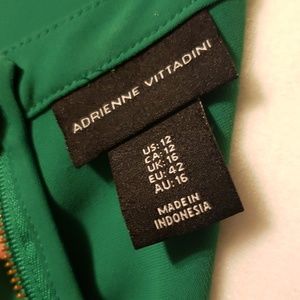 ADRIENNE VITTADINI
US: 12
CA: 12
UK: 16
EU: 42
AU: 16
MADE IN
INDONESIA